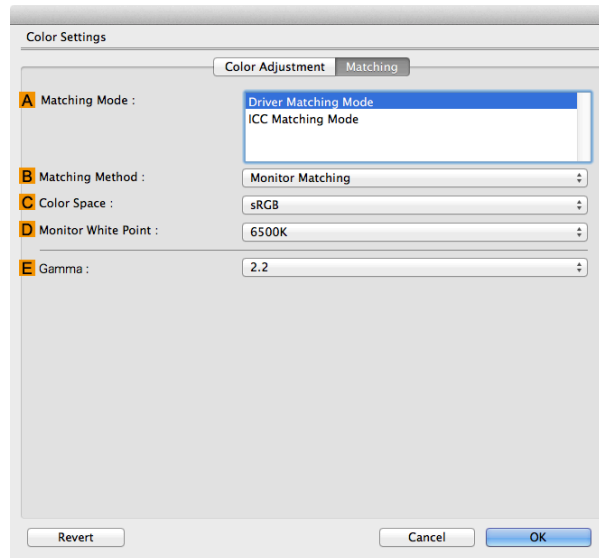 Color Settings
Color Adjustment Matching
A Matching Mode : Driver Matching Mode
ICC Matching Mode
B Matching Method : Monitor Matching
C Color Space : sRGB
D Monitor White Point : 6500K
E Gamma : 2.2
Revert Cancel OK